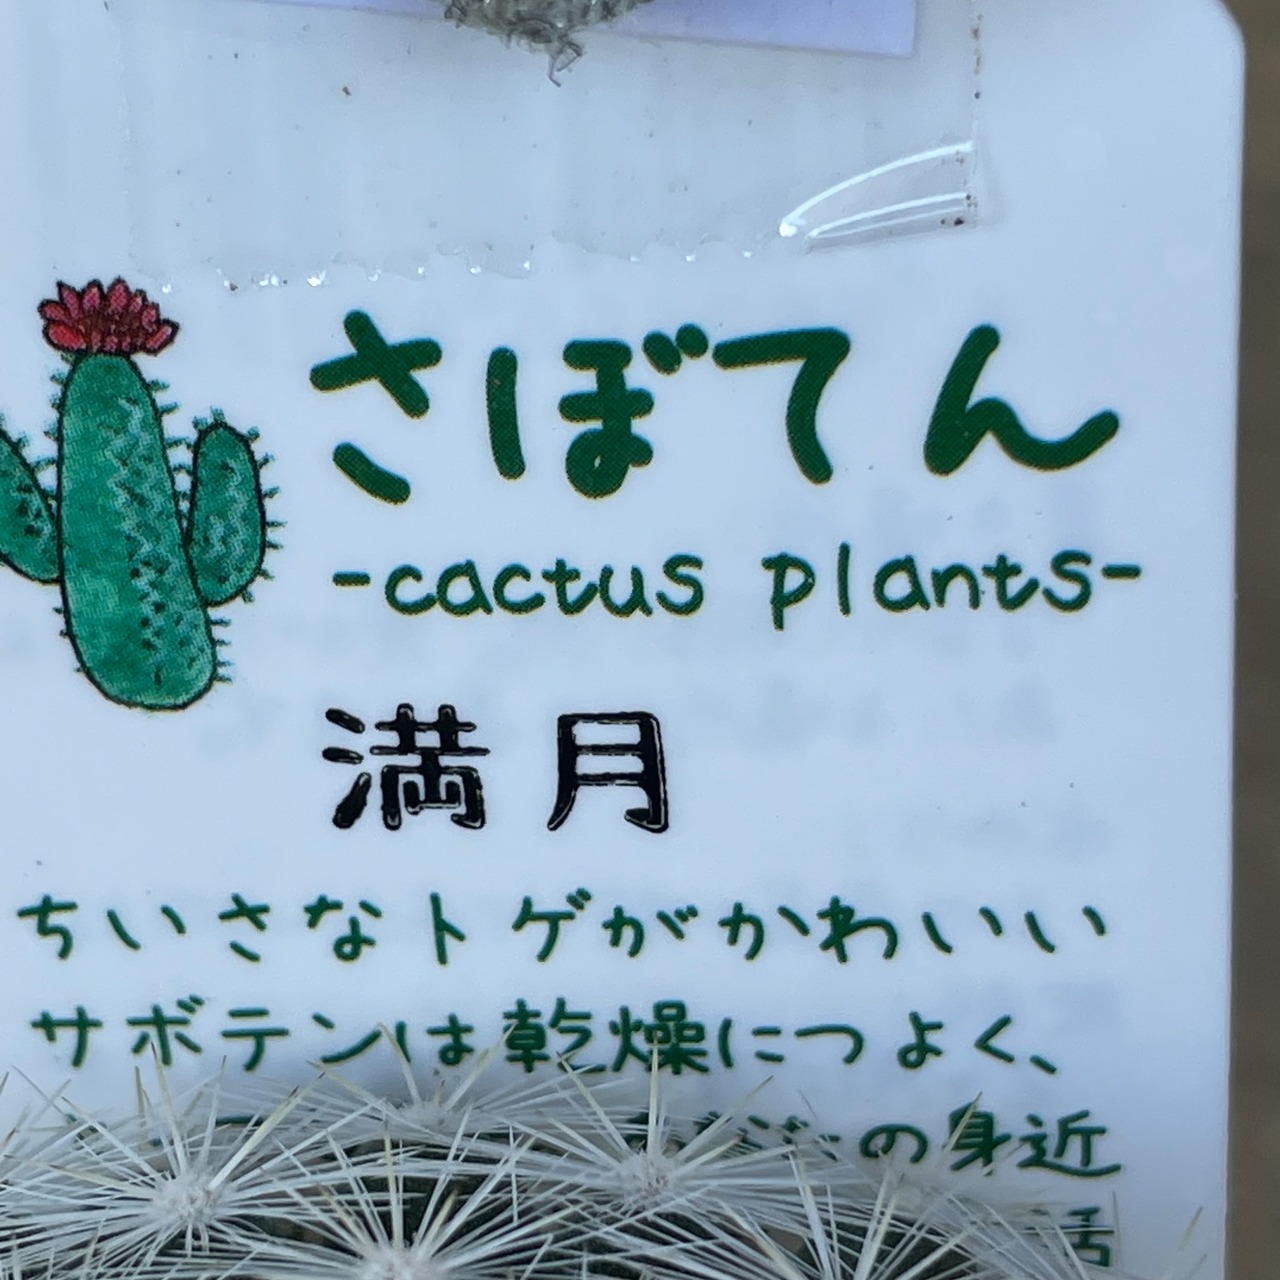 さぼてん
-cactus plants-
満月
ちいさなトゲがかわいい
サボテンは乾燥につよく、
の身近
活